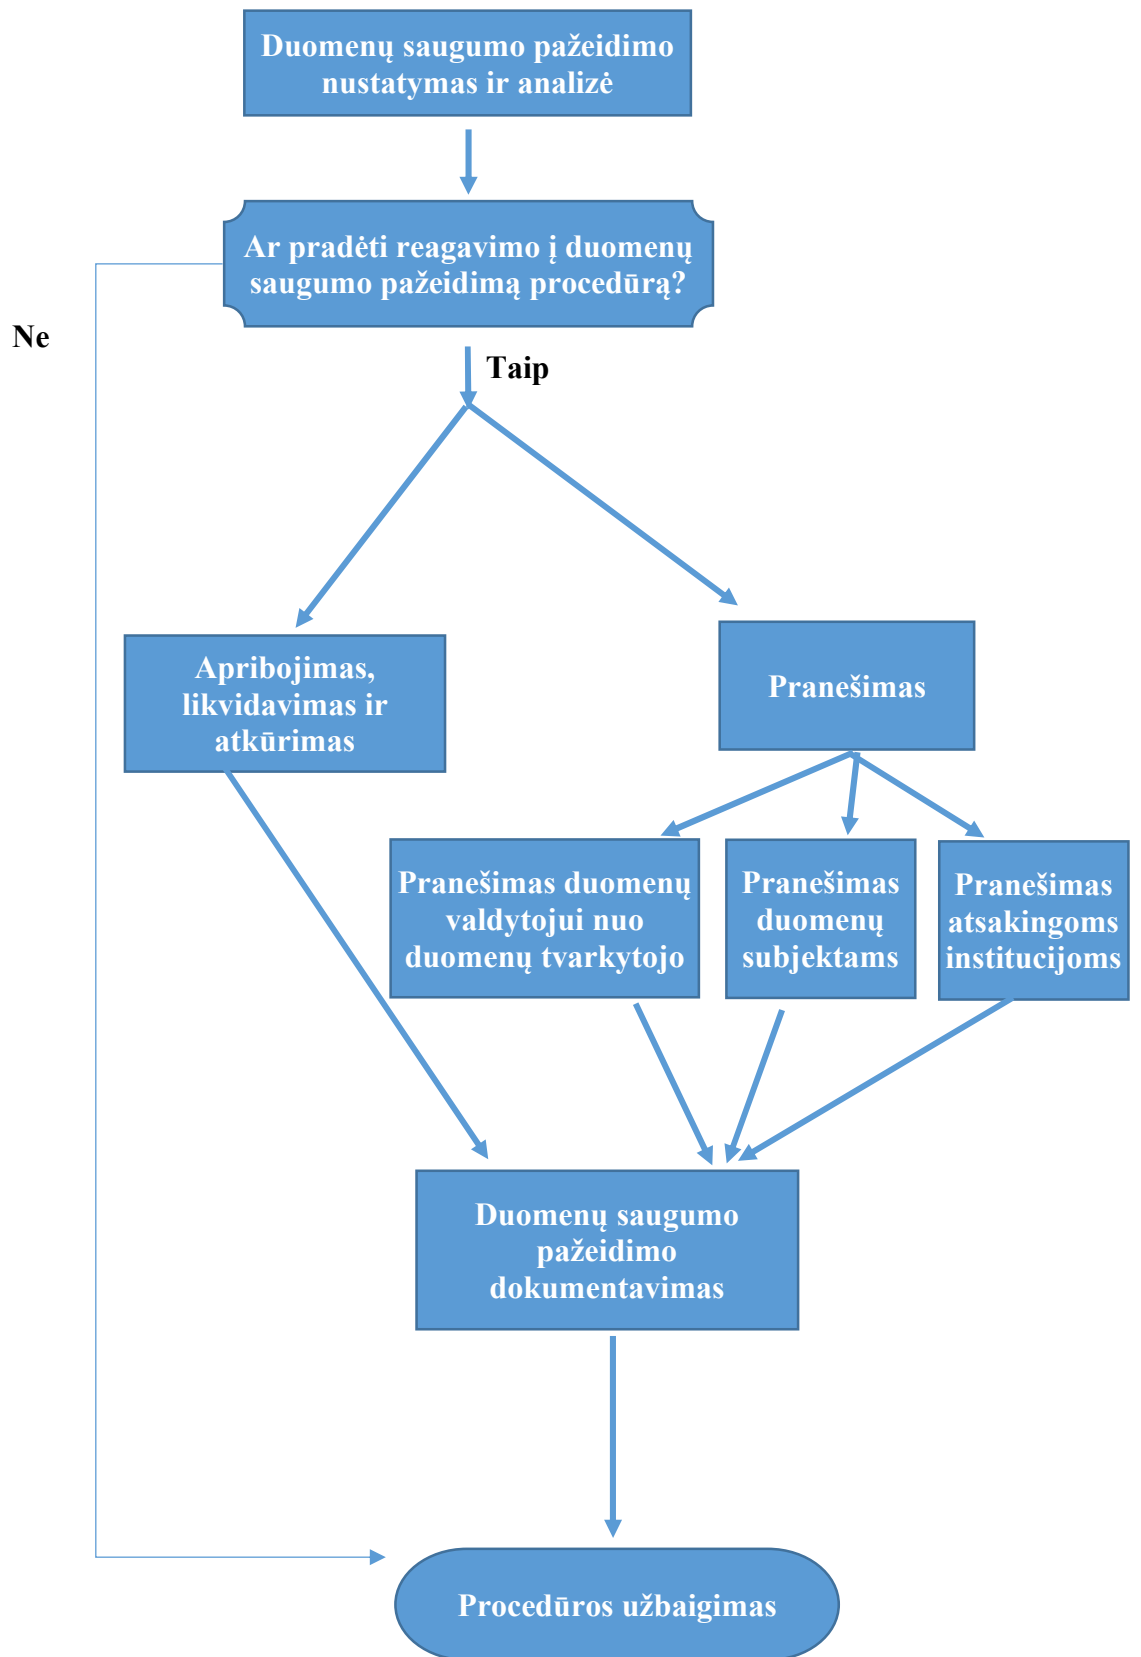 Duomenų saugumo pažeidimo
nustatymas ir analizė
Ar pradėti reagavimo į duomenų
saugumo pažeidimą procedūrą?
Ne
Taip
Apribojimas,
likvidavimas ir
atkūrimas
Pranešimas
Pranešimas duomenų
valdytojui nuo
duomenų tvarkytojo
Pranešimas
duomenų
subjektams
Pranešimas
atsakingoms
institucijoms
Duomenų saugumo
pažeidimo
dokumentavimas
Procedūros užbaigimas